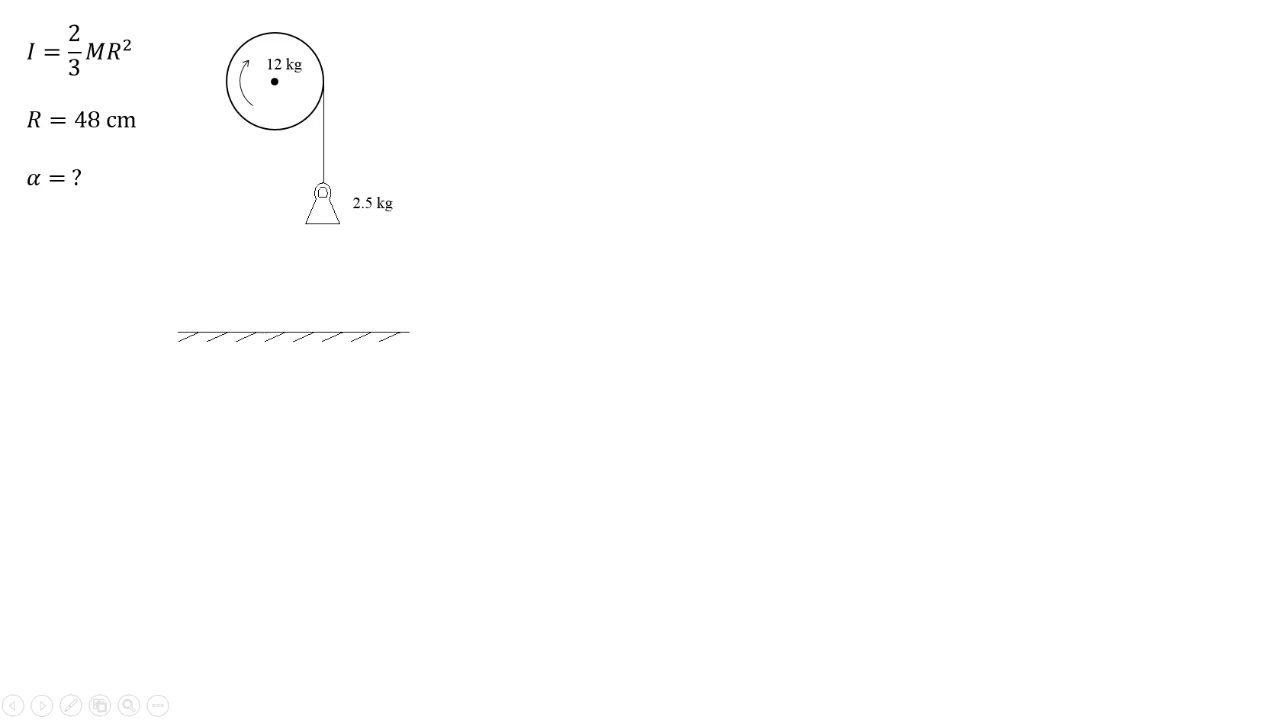 I = 2/3 MR²
12 kg
R = 48 cm
α = ?
2.5 kg